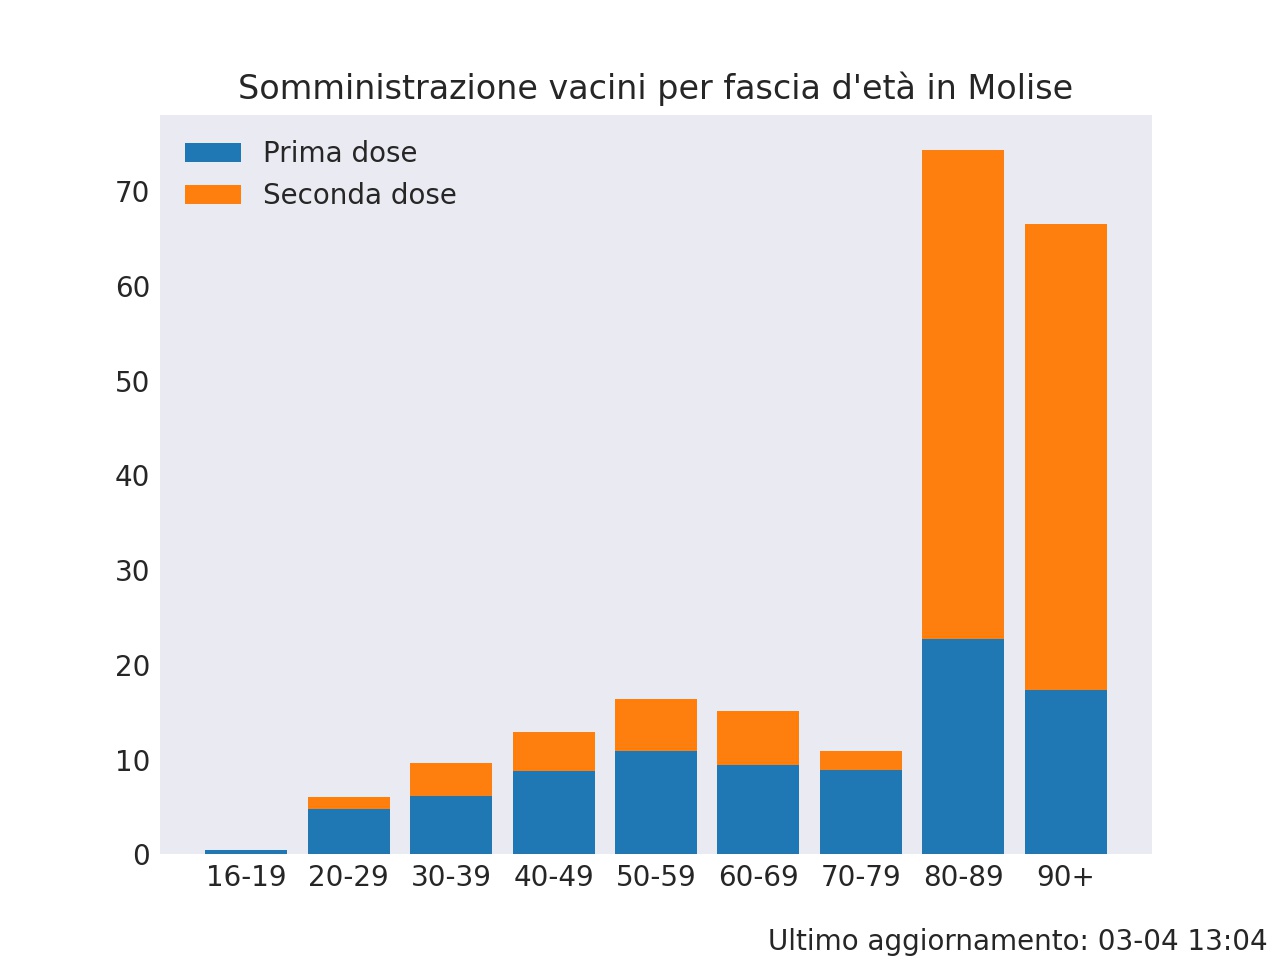 Somministrazione vacini per fascia d'età in Molise
Prima dose
Seconda dose
70
60
50
40
30
20
10
0
16-19 20-29 30-39 40-49 50-59 60-69 70-79 80-89 90+
Ultimo aggiornamento: 03-04 13:04